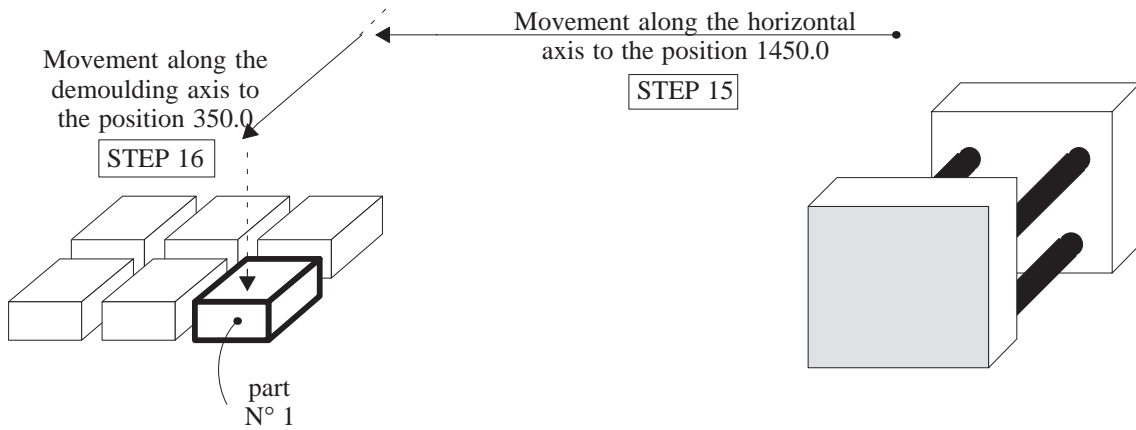 Movement along the horizontal
axis to the position 1450.0
STEP 15
Movement along the
demoulding axis to
the position 350.0
STEP 16
part
N° 1